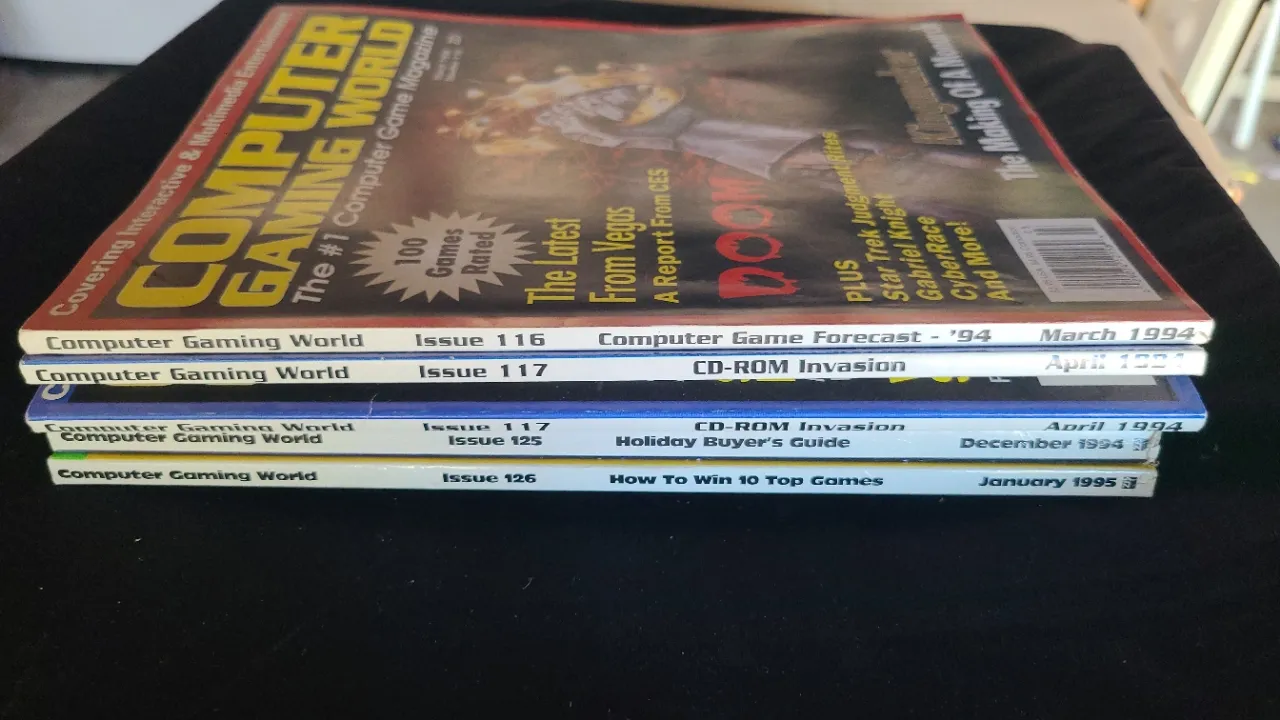 Covering Interactive & Multimedia Entertainment
COMPUTER
GAMING WORLD
The #1 Computer Game Magazine
100
Games
Rated
The Latest
From Vegas
A Report From CES
DOOM
PLUS
Star Trek Judgment Rites
Gabriel Knight
CyberRace
And More!
The Making Of A
Computer Gaming World Issue 116 Computer Game Forecast - '94 March 1994
Computer Gaming World Issue 117 CD-ROM Invasion April 1994
Computer Gaming World Issue 117 CD-ROM Invasion April 1994
Computer Gaming World Issue 125 Holiday Buyer's Guide December 1994
Computer Gaming World Issue 126 How To Win 10 Top Games January 1995